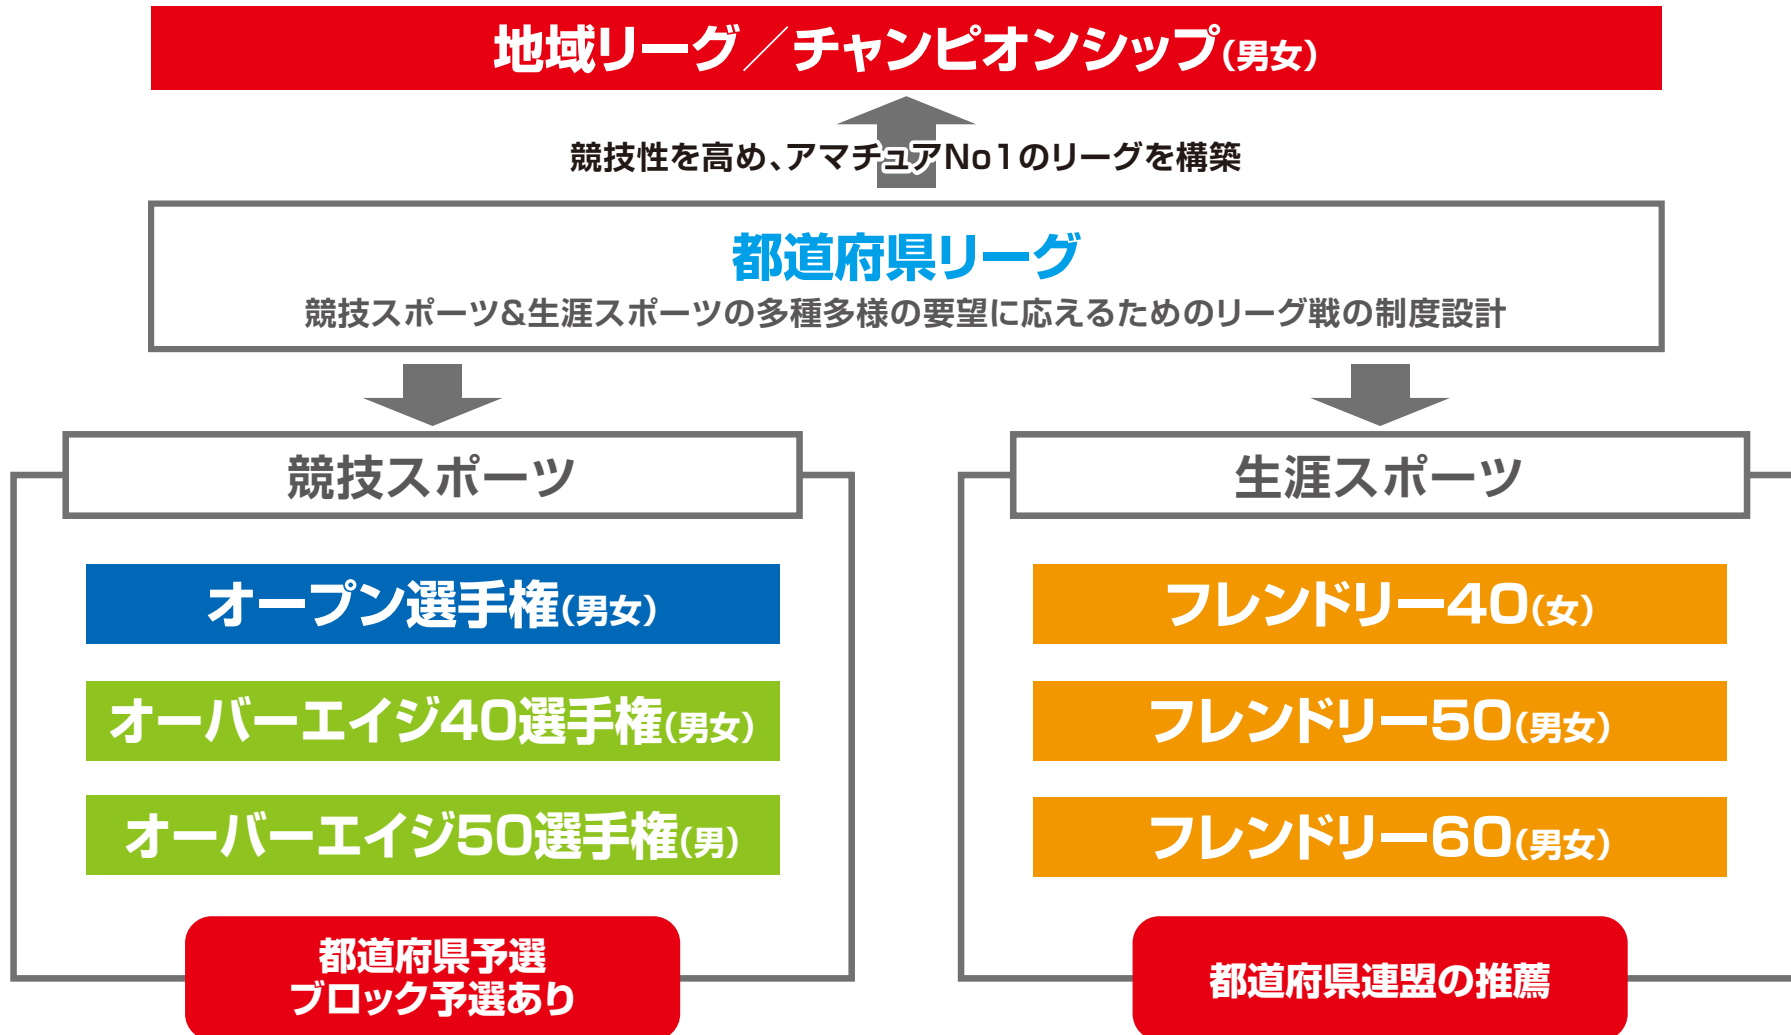 地域リーグ／チャンピオンシップ(男女)
競技性を高め、アマチュアNo1のリーグを構築
都道府県リーグ
競技スポーツ&生涯スポーツの多種多様の要望に応えるためのリーグ戦の制度設計
競技スポーツ
オープン選手権(男女)
オーバーエイジ40選手権(男女)
オーバーエイジ50選手権(男)
都道府県予選
ブロック予選あり
生涯スポーツ
フレンドリー40(女)
フレンドリー50(男女)
フレンドリー60(男女)
都道府県連盟の推薦